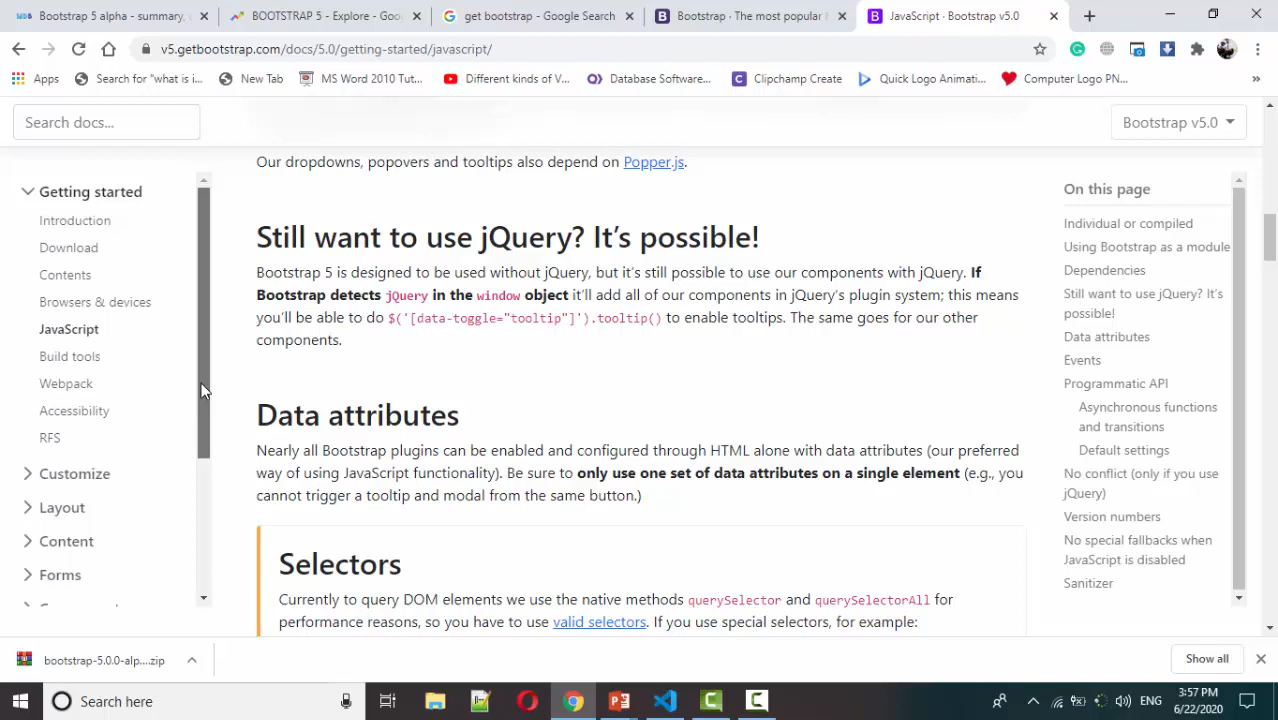 Bootstrap 5 alpha - summary,
BOOTSTRAP 5 - Explore - Goo
get bootstrap - Google Search
Bootstrap · The most popular
JavaScript · Bootstrap v5.0
v5.getbootstrap.com/docs/5.0/getting-started/javascript/
Apps
Search for "what is i...
New Tab
MS Word 2010 Tut...
Different kinds of V...
Database Software...
Clipchamp Create
Quick Logo Animati...
Computer Logo PN...
»
Search docs...
Bootstrap v5.0
Getting started
Introduction
Download
Contents
Browsers & devices
JavaScript
Build tools
Webpack
Accessibility
RFS
Customize
Layout
Content
Forms
Our dropdowns, popovers and tooltips also depend on Popper.js.
Still want to use jQuery? It's possible!
Bootstrap 5 is designed to be used without jQuery, but it's still possible to use our components with jQuery. If
Bootstrap detects jQuery in the window object it'll add all of our components in jQuery's plugin system; this means
you'll be able to do $('[data-toggle="tooltip"]').tooltip() to enable tooltips. The same goes for our other
components.
Data attributes
Nearly all Bootstrap plugins can be enabled and configured through HTML alone with data attributes (our preferred
way of using JavaScript functionality). Be sure to only use one set of data attributes on a single element (e.g., you
cannot trigger a tooltip and modal from the same button.)
Selectors
Currently to query DOM elements we use the native methods querySelector and querySelectorAll for
performance reasons, so you have to use valid selectors. If you use special selectors, for example:
On this page
Individual or compiled
Using Bootstrap as a module
Dependencies
Still want to use jQuery? It's
possible!
Data attributes
Events
Programmatic API
Asynchronous functions
and transitions
Default settings
No conflict (only if you use
jQuery)
Version numbers
No special fallbacks when
JavaScript is disabled
Sanitizer
bootstrap-5.0.0-alp....zip
Show all
Search here
ENG
3:57 PM
6/22/2020